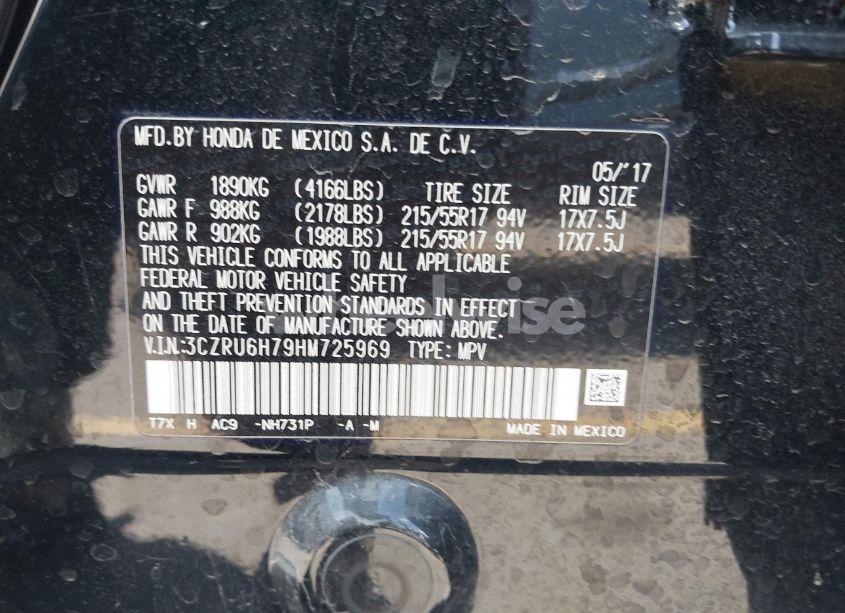 MFD.BY HONDA DE MEXICO S.A. DE C.V.
05/'17
GVWR 1890KG (4166LBS) TIRE SIZE RIM SIZE
GAWR F 988KG (2178LBS) 215/55R17 94V 17X7.5J
GAWR R 902KG (1988LBS) 215/55R17 94V 17X7.5J
THIS VEHICLE CONFORMS TO ALL APPLICABLE
FEDERAL MOTOR VEHICLE SAFETY
AND THEFT PREVENTION STANDARDS IN EFFECT
ON THE DATE OF MANUFACTURE SHOWN ABOVE.
V.I.N.:3CZRU6H79HM725969 TYPE: MPV
T7X H AC9 -NH731P -A -M
MADE IN MEXICO